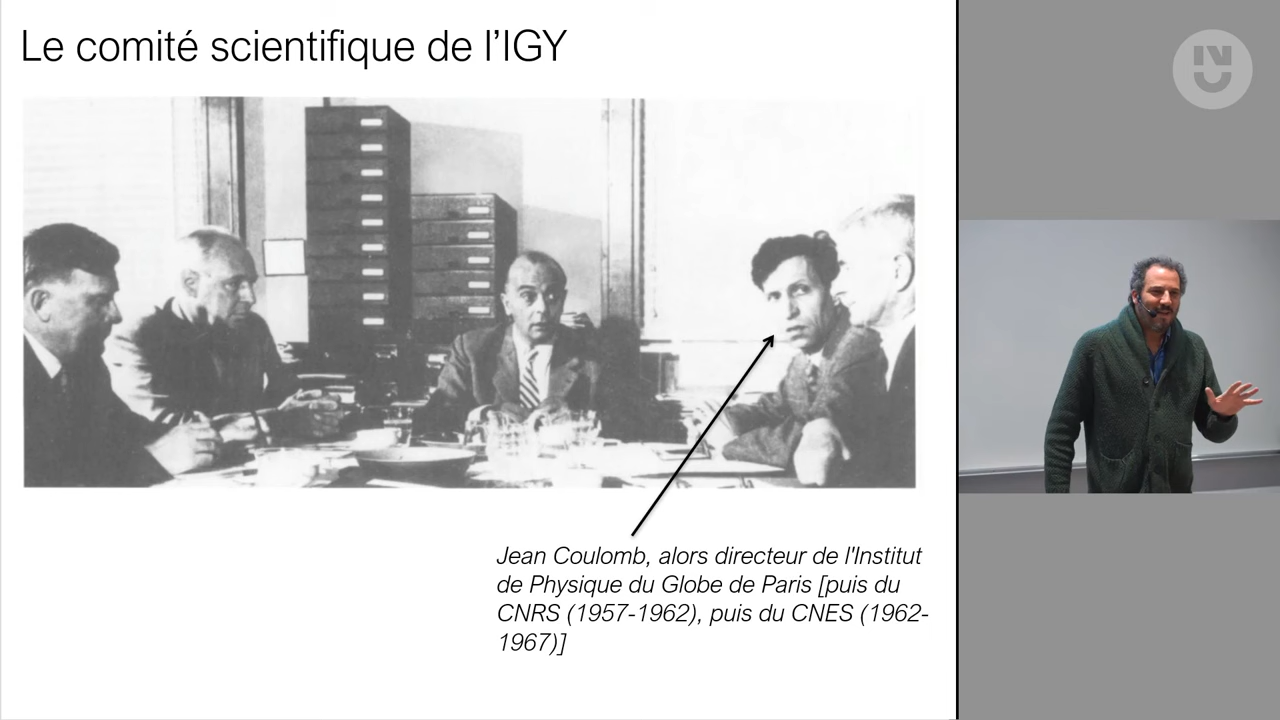 Le comité scientifique de l’IGY
Jean Coulomb, alors directeur de l'Institut
de Physique du Globe de Paris [puis du
CNRS (1957-1962), puis du CNES (1962-
1967)]